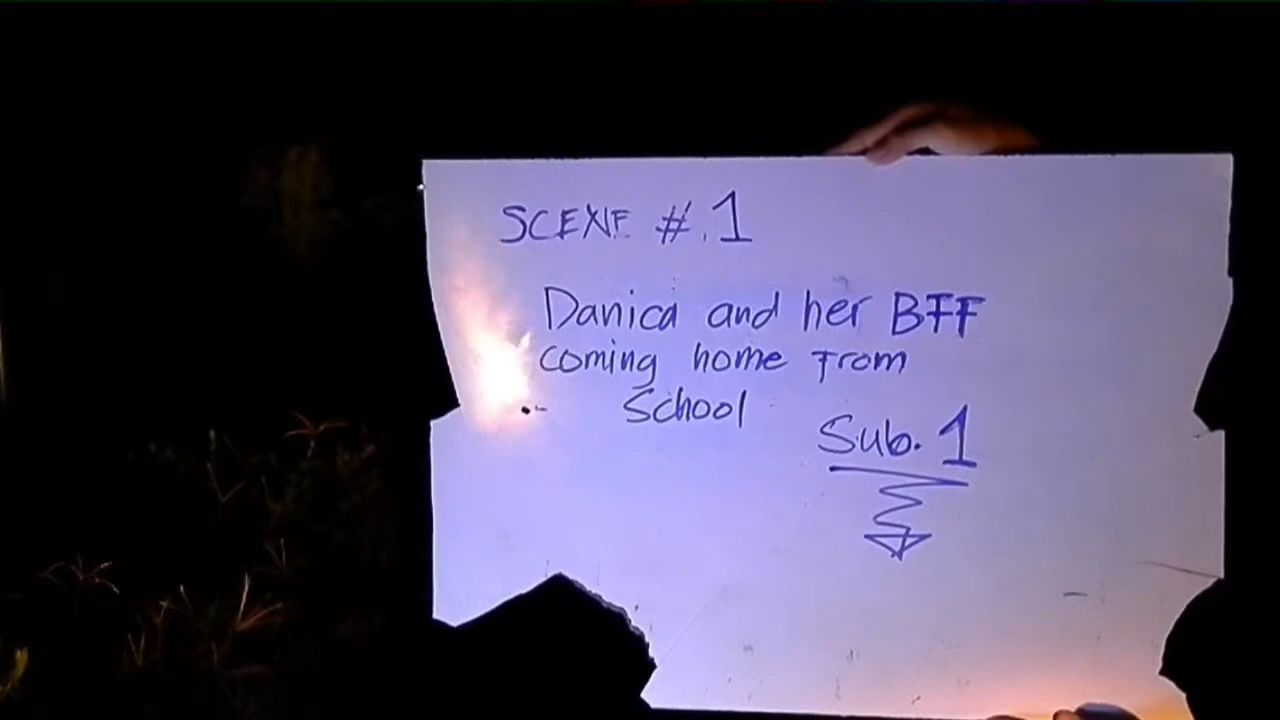 SCENE #.1
Danica and her BFF
coming home From
School
Sub. 1